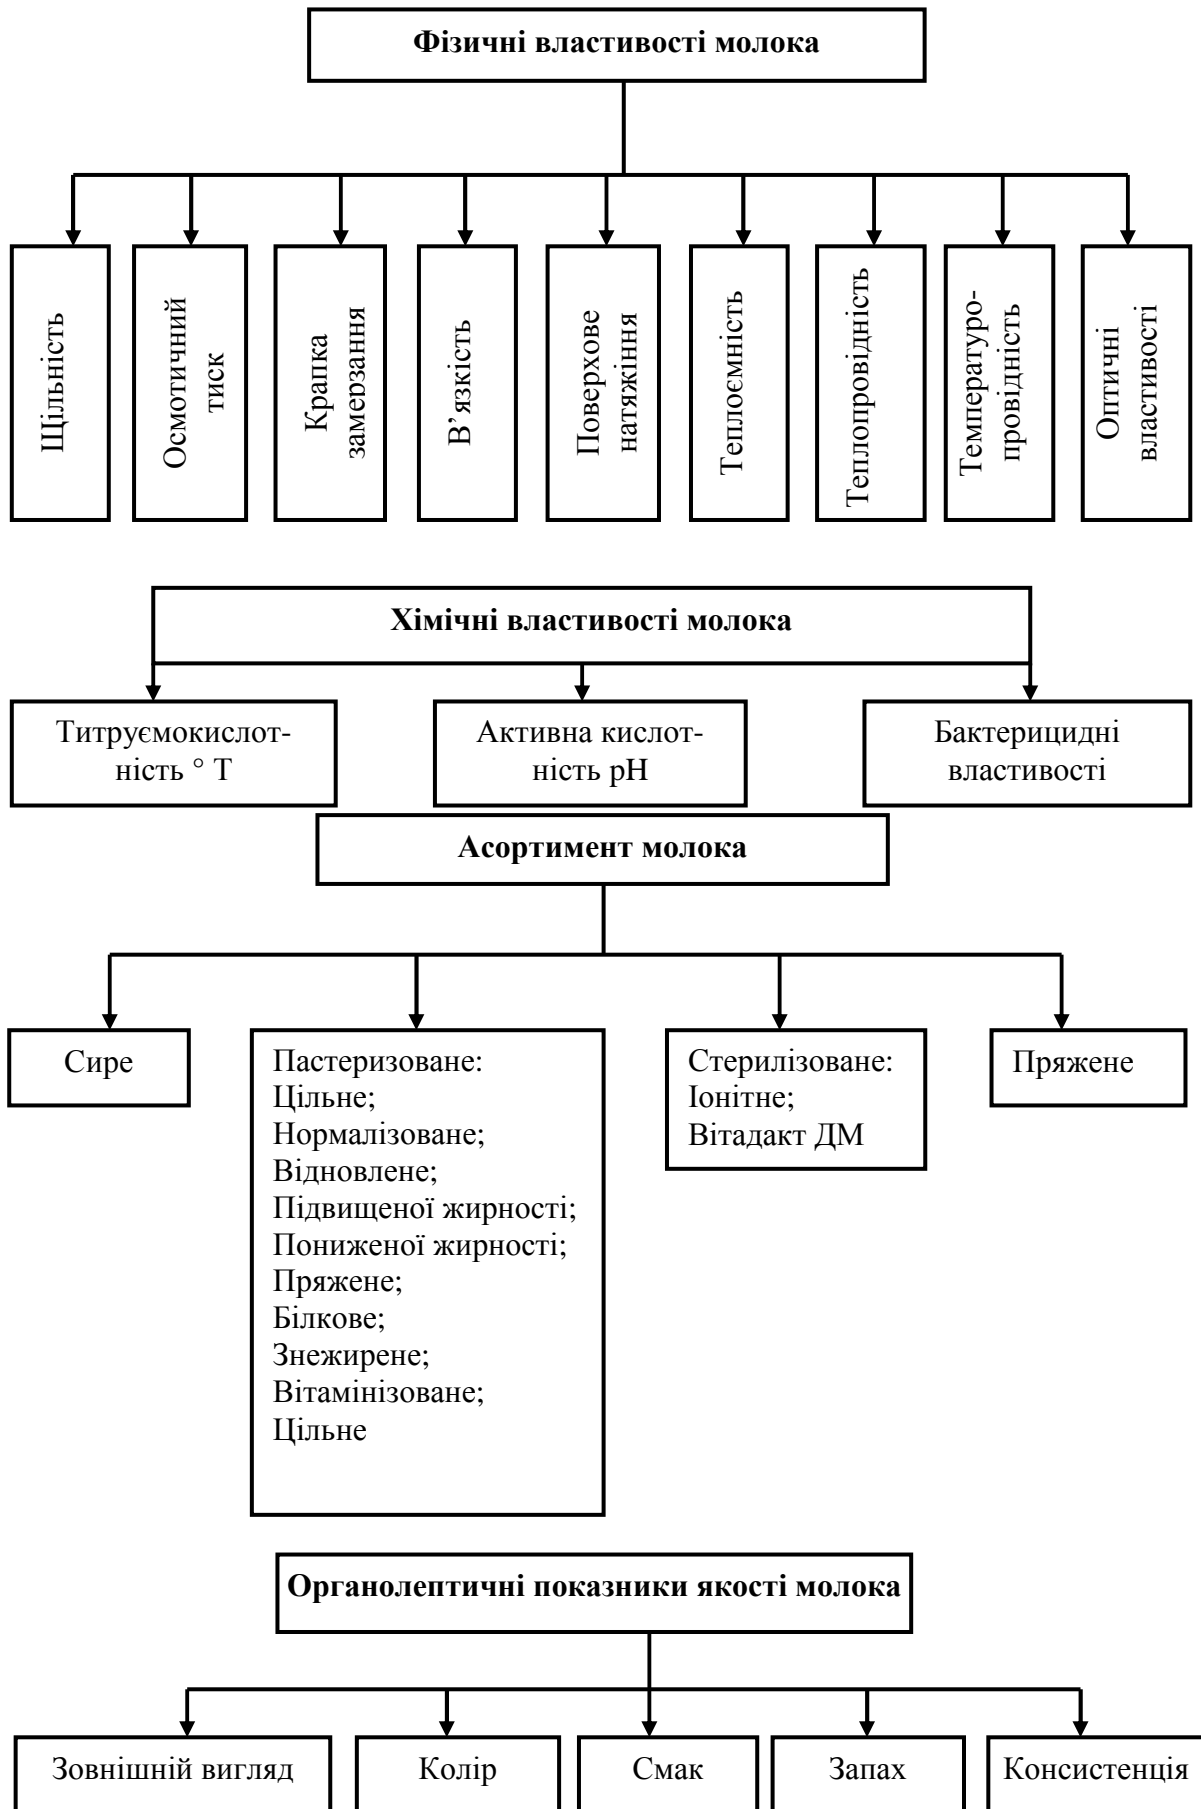 Фізичні властивості молока
Щільність
Осмотичний
тиск
Крапка
замерзання
В’язкість
Поверхове
натяжіння
Теплоємність
Теплопровідність
Температуро-
провідність
Оптичні
властивості
Хімічні властивості молока
Титруємокислот-
ність ° Т
Активна кислот-
ність рН
Бактерицидні
властивості
Асортимент молока
Сире
Пастеризоване:
Цільне;
Нормалізоване;
Відновлене;
Підвищеної жирності;
Пониженої жирності;
Пряжене;
Білкове;
Знежирене;
Вітамінізоване;
Цільне
Стерилізоване:
Іонітне;
Вітадакт ДМ
Пряжене
Органолептичні показники якості молока
Зовнішній вигляд
Колір
Смак
Запах
Консистенція